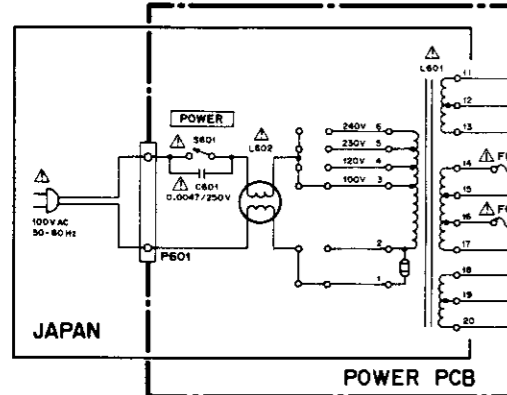 L601
11
12
13
POWER
S601
L602
240V 6
230V 5
120V 4
100V 3
14
15
16
17
C601
0.0047/250V
100V AC
50-60Hz
P601
2
1
18
19
20
JAPAN
POWER PCB